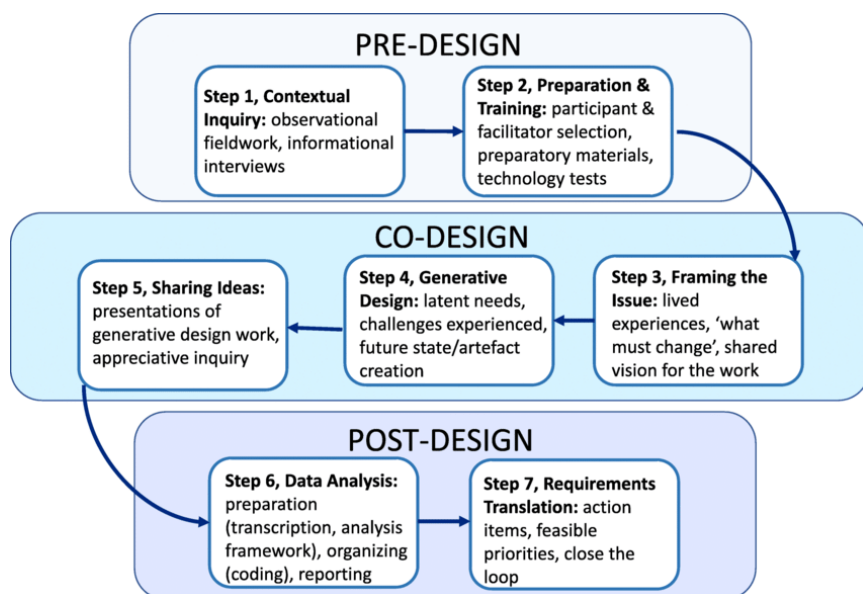 PRE-DESIGN
Step 1, Contextual
Inquiry: observational
fieldwork, informational
interviews
Step 2, Preparation &
Training: participant &
facilitator selection,
preparatory materials,
technology tests
CO-DESIGN
Step 3, Framing the
Issue: lived
experiences, ‘what
must change’, shared
vision for the work
Step 4, Generative
Design: latent needs,
challenges experienced,
future state/artefact
creation
Step 5, Sharing Ideas:
presentations of
generative design work,
appreciative inquiry
POST-DESIGN
Step 6, Data Analysis:
preparation
(transcription, analysis
framework), organizing
(coding), reporting
Step 7, Requirements
Translation: action
items, feasible
priorities, close the
loop